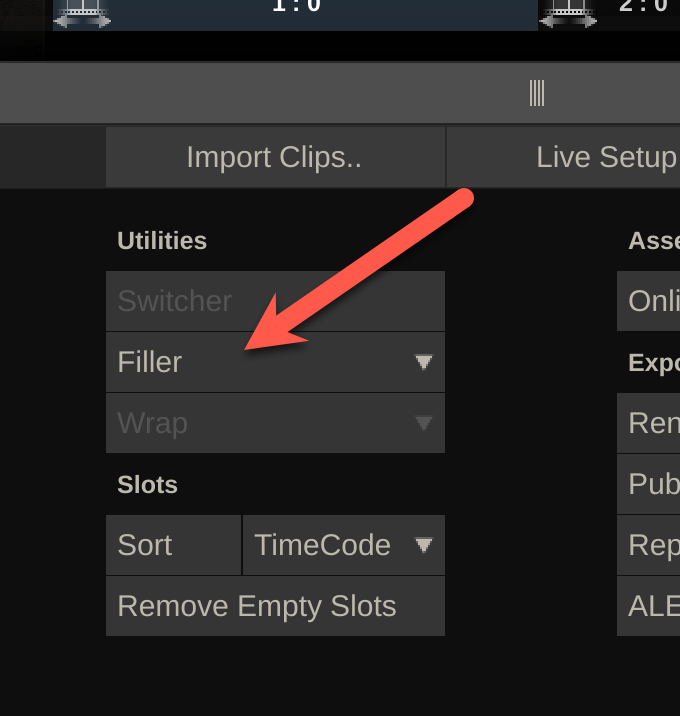 1:0
2:0
Import Clips..
Live Setup
Utilities
Asse
Switcher
Onli
Filler
Expo
Wrap
Ren
Slots
Pub
Sort
TimeCode
Rep
Remove Empty Slots
ALE